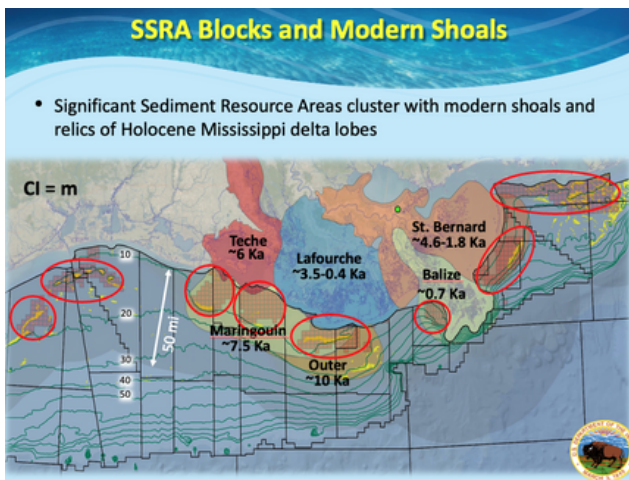 SSRA Blocks and Modern Shoals
• Significant Sediment Resource Areas cluster with modern shoals and
relics of Holocene Mississippi delta lobes
CI = m
Teche
~6 Ka
Lafourche
~3.5-0.4 Ka
St. Bernard
~4.6-1.8 Ka
Balize
~0.7 Ka
Maringouin
~7.5 Ka
Outer
~10 Ka
10
20
30
40
50
50 mi